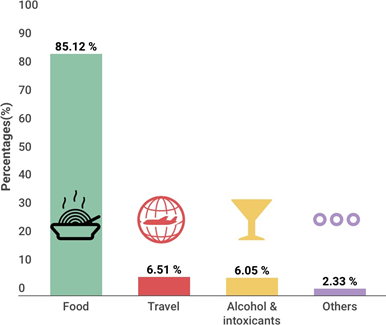 100
90
80
70
60
50
40
30
20
10
0
Percentages(%)
85.12 %
6.51 %
6.05 %
2.33 %
Food
Travel
Alcohol &
intoxicants
Others